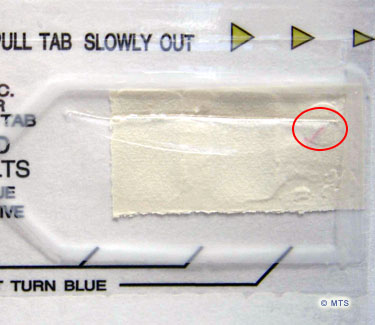 PULL TAB SLOWLY OUT
C.
R
TAB
D
LTS
UE
IVE
T TURN BLUE
© MTS